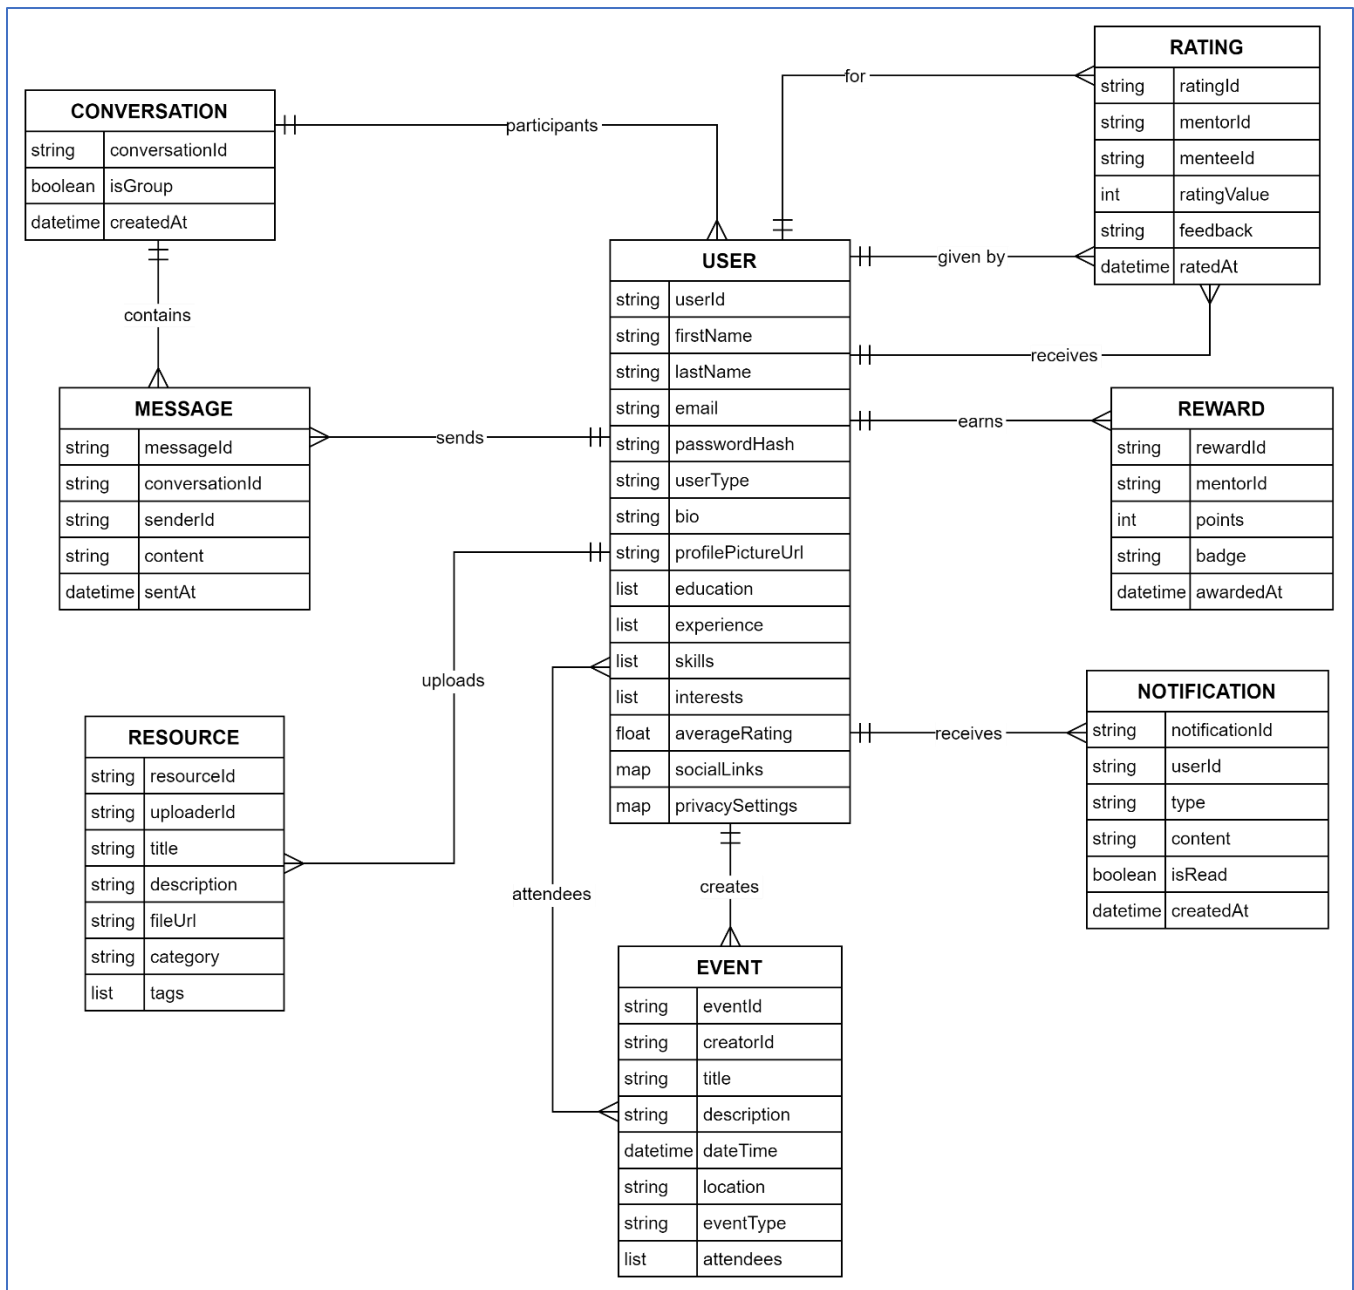 CONVERSATION
string conversationId
boolean isGroup
datetime createdAt
participants
for
RATING
string ratingId
string mentorId
string menteeId
int ratingValue
string feedback
datetime ratedAt
contains
given by
receives
USER
string userId
string firstName
string lastName
string email
string passwordHash
string userType
string bio
string profilePictureUrl
list education
list experience
list skills
list interests
float averageRating
map socialLinks
map privacySettings
MESSAGE
string messageId
string conversationId
string senderId
string content
datetime sentAt
sends
earns
REWARD
string rewardId
string mentorId
int points
string badge
datetime awardedAt
uploads
RESOURCE
string resourceId
string uploaderId
string title
string description
string fileUrl
string category
list tags
receives
NOTIFICATION
string notificationId
string userId
string type
string content
boolean isRead
datetime createdAt
attendees
creates
EVENT
string eventId
string creatorId
string title
string description
datetime dateTime
string location
string eventType
list attendees